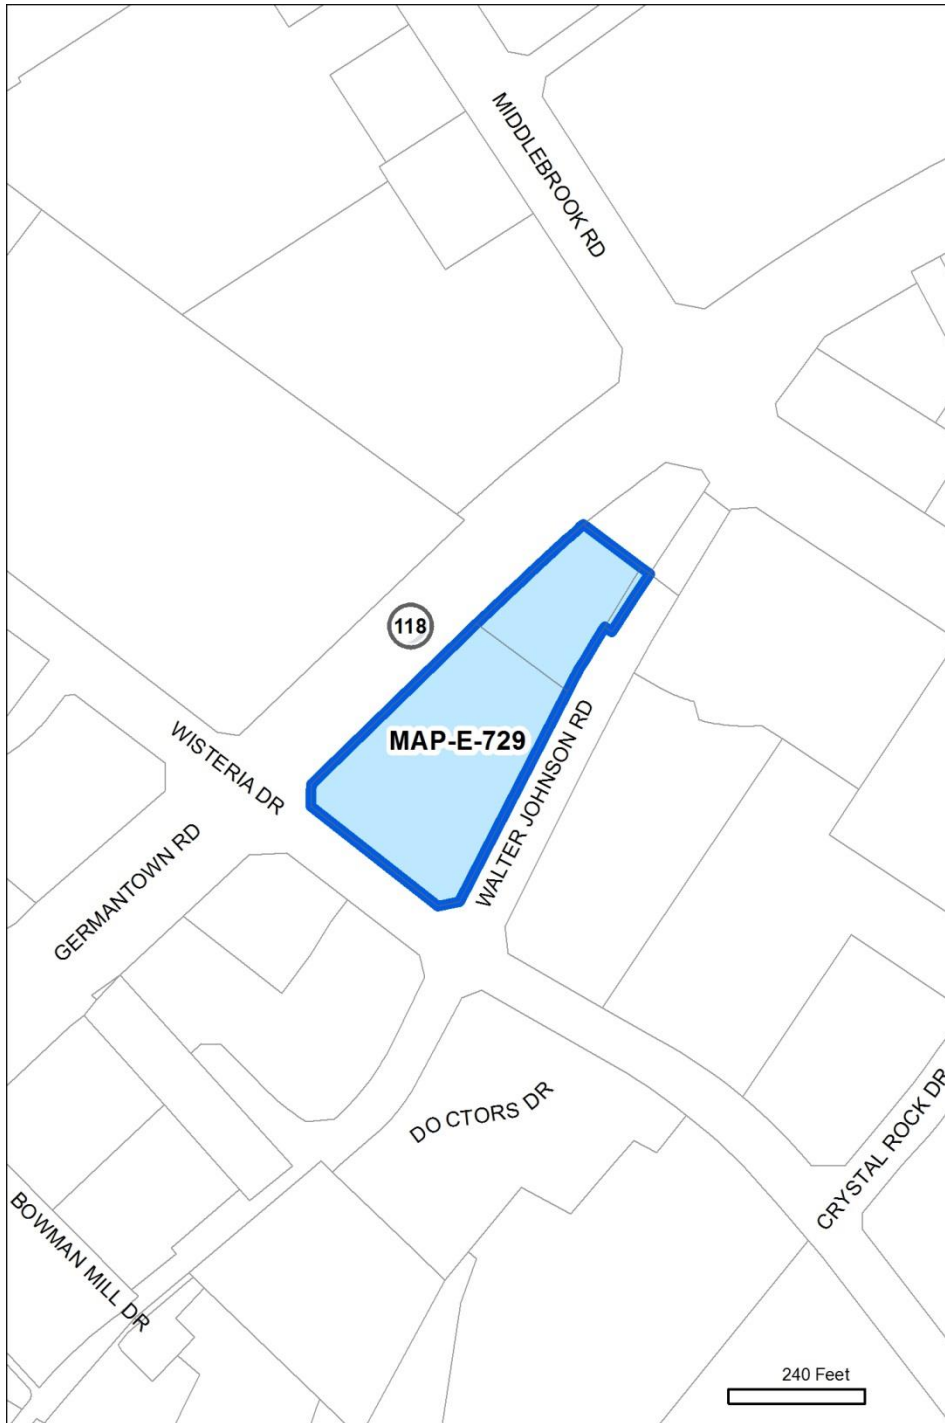 MIDDLEBROOK RD
118
WISTERIA DR
MAP-E-729
WALTER JOHNSON RD
GERMANTOWN RD
DO CTORS DR
CRYSTAL ROCK DR
BOWMAN MILL DR
240 Feet